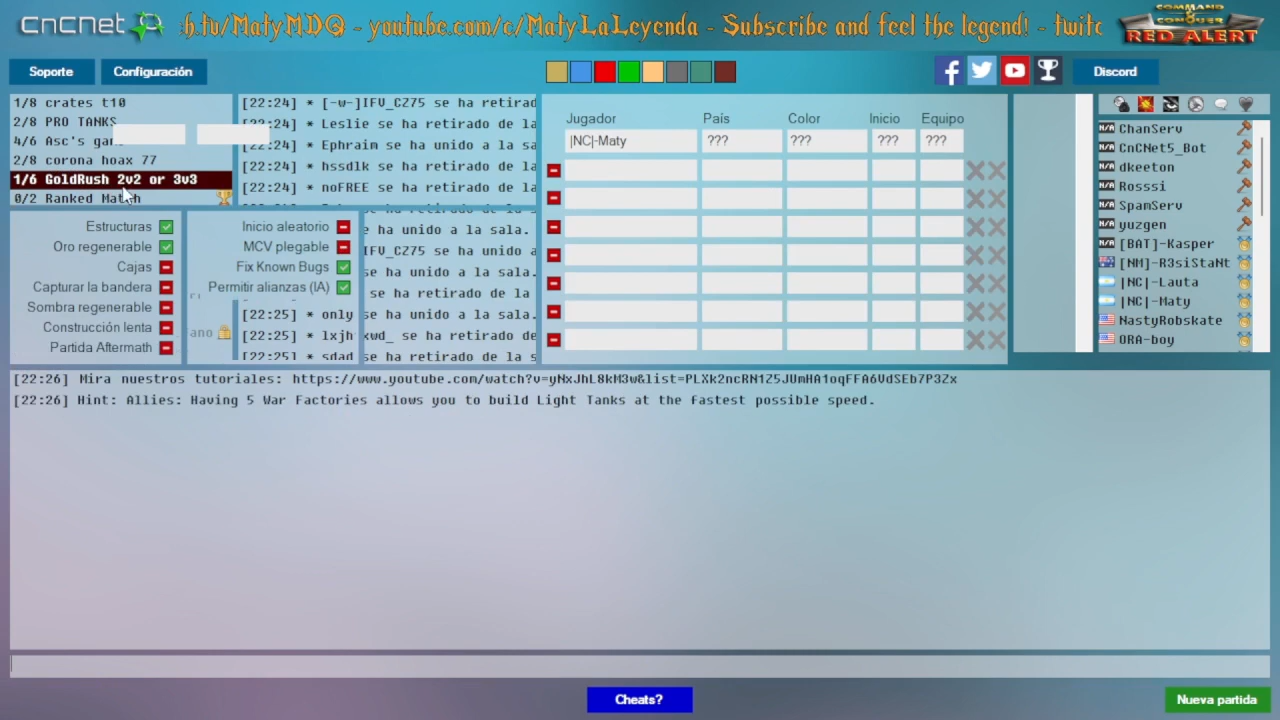 cncnet
h.tv/MatyMDQ - youtube.com/c/MatyLaLeyenda - Subscribe and feel the legend! - twitc
COMMAND & CONQUER
RED ALERT
Soporte
Configuración
Discord
1/8 crates t10
2/8 PRO TANKS
4/6 Asc's gam
2/8 corona hoax 77
1/6 GoldRush 2v2 or 3v3
0/2 Ranked Match
[22:24] * [-w-]IFV_CZ75 se ha retirad
[22:24] * Leslie se ha retirado de la
22:24] * Ephraim se ha unido a la sa
[22:24] * hssdlk se ha retirado de la
[22:24] * noFREE se ha retirado de la
se ha unido a la sala.
IFV_CZ75 se ha unido a
se ha unido a la sala.
se ha retirado de la
[22:25] * only se ha unido a la sala.
[22:25] * lxjh xwd_ se ha retirado de
[22:25] * sdad se ha retirado de la s
Estructuras
Oro regenerable
Cajas
Capturar la bandera
Sombra regenerable
Construcción lenta
Partida Aftermath
Inicio aleatorio
MCV plegable
Fix Known Bugs
Permitir alianzas (IA)
ano
Jugador País Color Inicio Equipo
|NC|-Maty ??? ??? ??? ???
N/A ChanServ
N/A CnCNet5_Bot
N/A dkeeton
N/A Rosssi
N/A SpamServ
N/A yuzgen
N/A [BAT]-Kasper
[NM]-R3siStaNt
|NC|-Lauta
|NC|-Maty
NastyRobskate
ORA-boy
[22:26] Mira nuestros tutoriales: https://www.youtube.com/watch?v=yNxJhL8kM3w&list=PLXk2ncRN1Z5JUmHA1oqFFA6VdSEb7P3Zx
[22:26] Hint: Allies: Having 5 War Factories allows you to build Light Tanks at the fastest possible speed.
Cheats?
Nueva partida